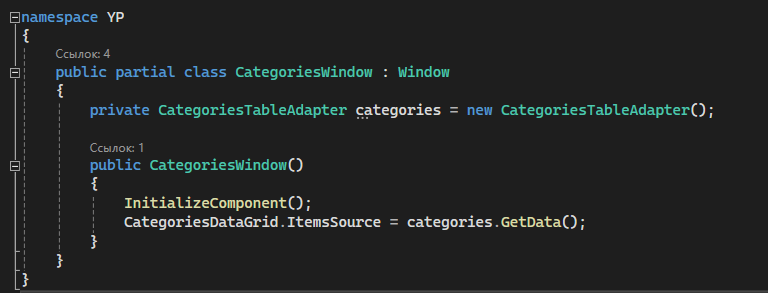 namespace YP
{
Ссылок: 4
public partial class CategoriesWindow : Window
{
private CategoriesTableAdapter categories = new CategoriesTableAdapter();
Ссылок: 1
public CategoriesWindow()
{
InitializeComponent();
CategoriesDataGrid.ItemsSource = categories.GetData();
}
}
}